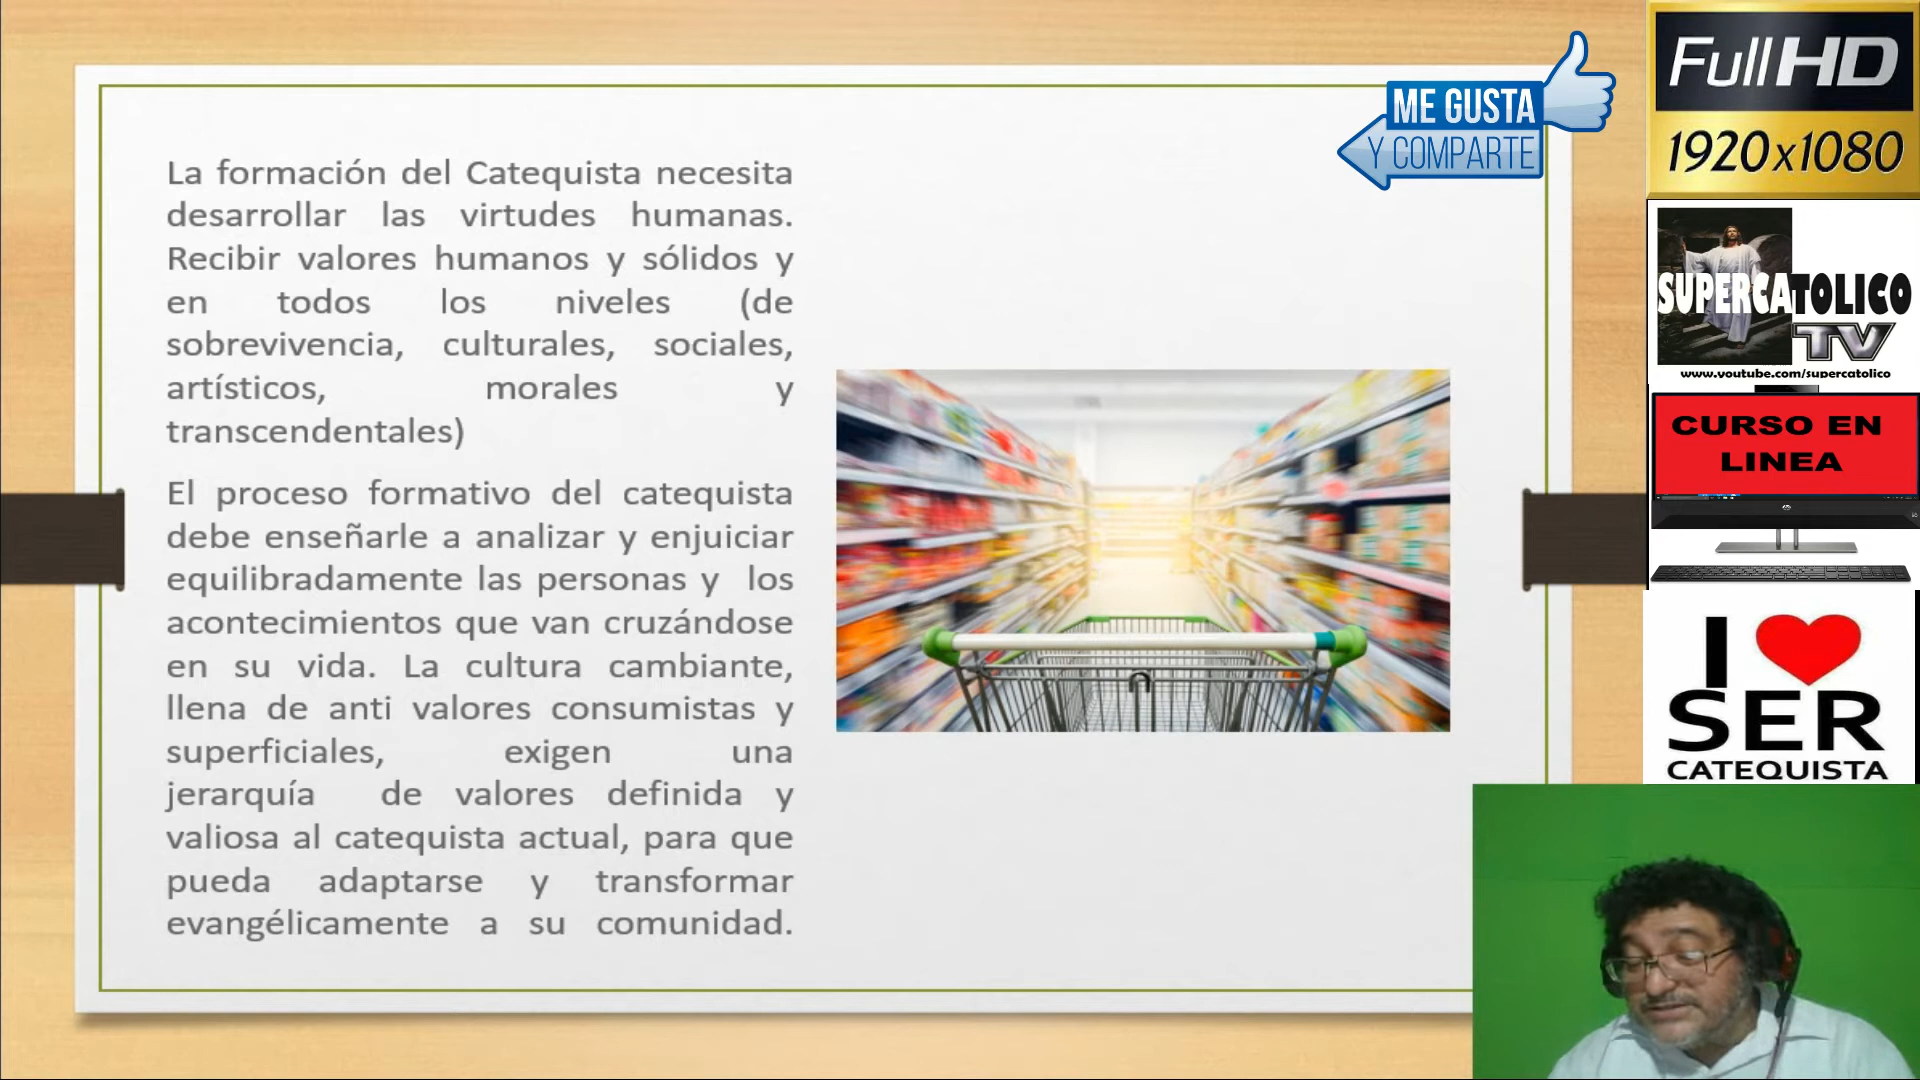 La formación del Catequista necesita
desarrollar las virtudes humanas.
Recibir valores humanos y sólidos y
en todos los niveles (de
sobrevivencia, culturales, sociales,
artísticos, morales y
transcendentales)
El proceso formativo del catequista
debe enseñarle a analizar y enjuiciar
equilibradamente las personas y los
acontecimientos que van cruzándose
en su vida. La cultura cambiante,
llena de anti valores consumistas y
superficiales, exigen una
jerarquía de valores definida y
valiosa al catequista actual, para que
pueda adaptarse y transformar
evangélicamente a su comunidad.
ME GUSTA
Y COMPARTE
Full HD
1920x1080
SUPERCATOLICO
TV
www.youtube.com/supercatolico
CURSO EN
LINEA
hp
I
SER
CATEQUISTA